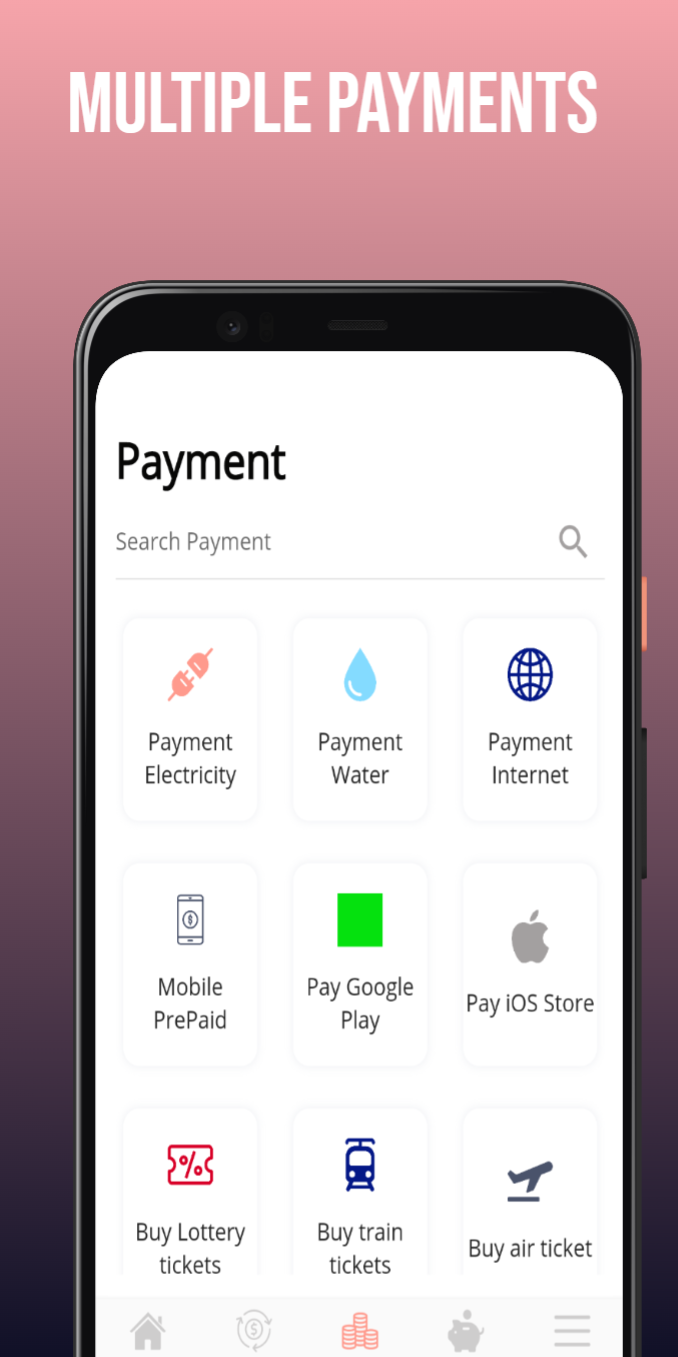 MULTIPLE PAYMENTS
Payment
Search Payment
Payment
Electricity
Payment
Water
Payment
Internet
Mobile
PrePaid
Pay Google
Play
Pay iOS Store
Buy Lottery
tickets
Buy train
tickets
Buy air ticket